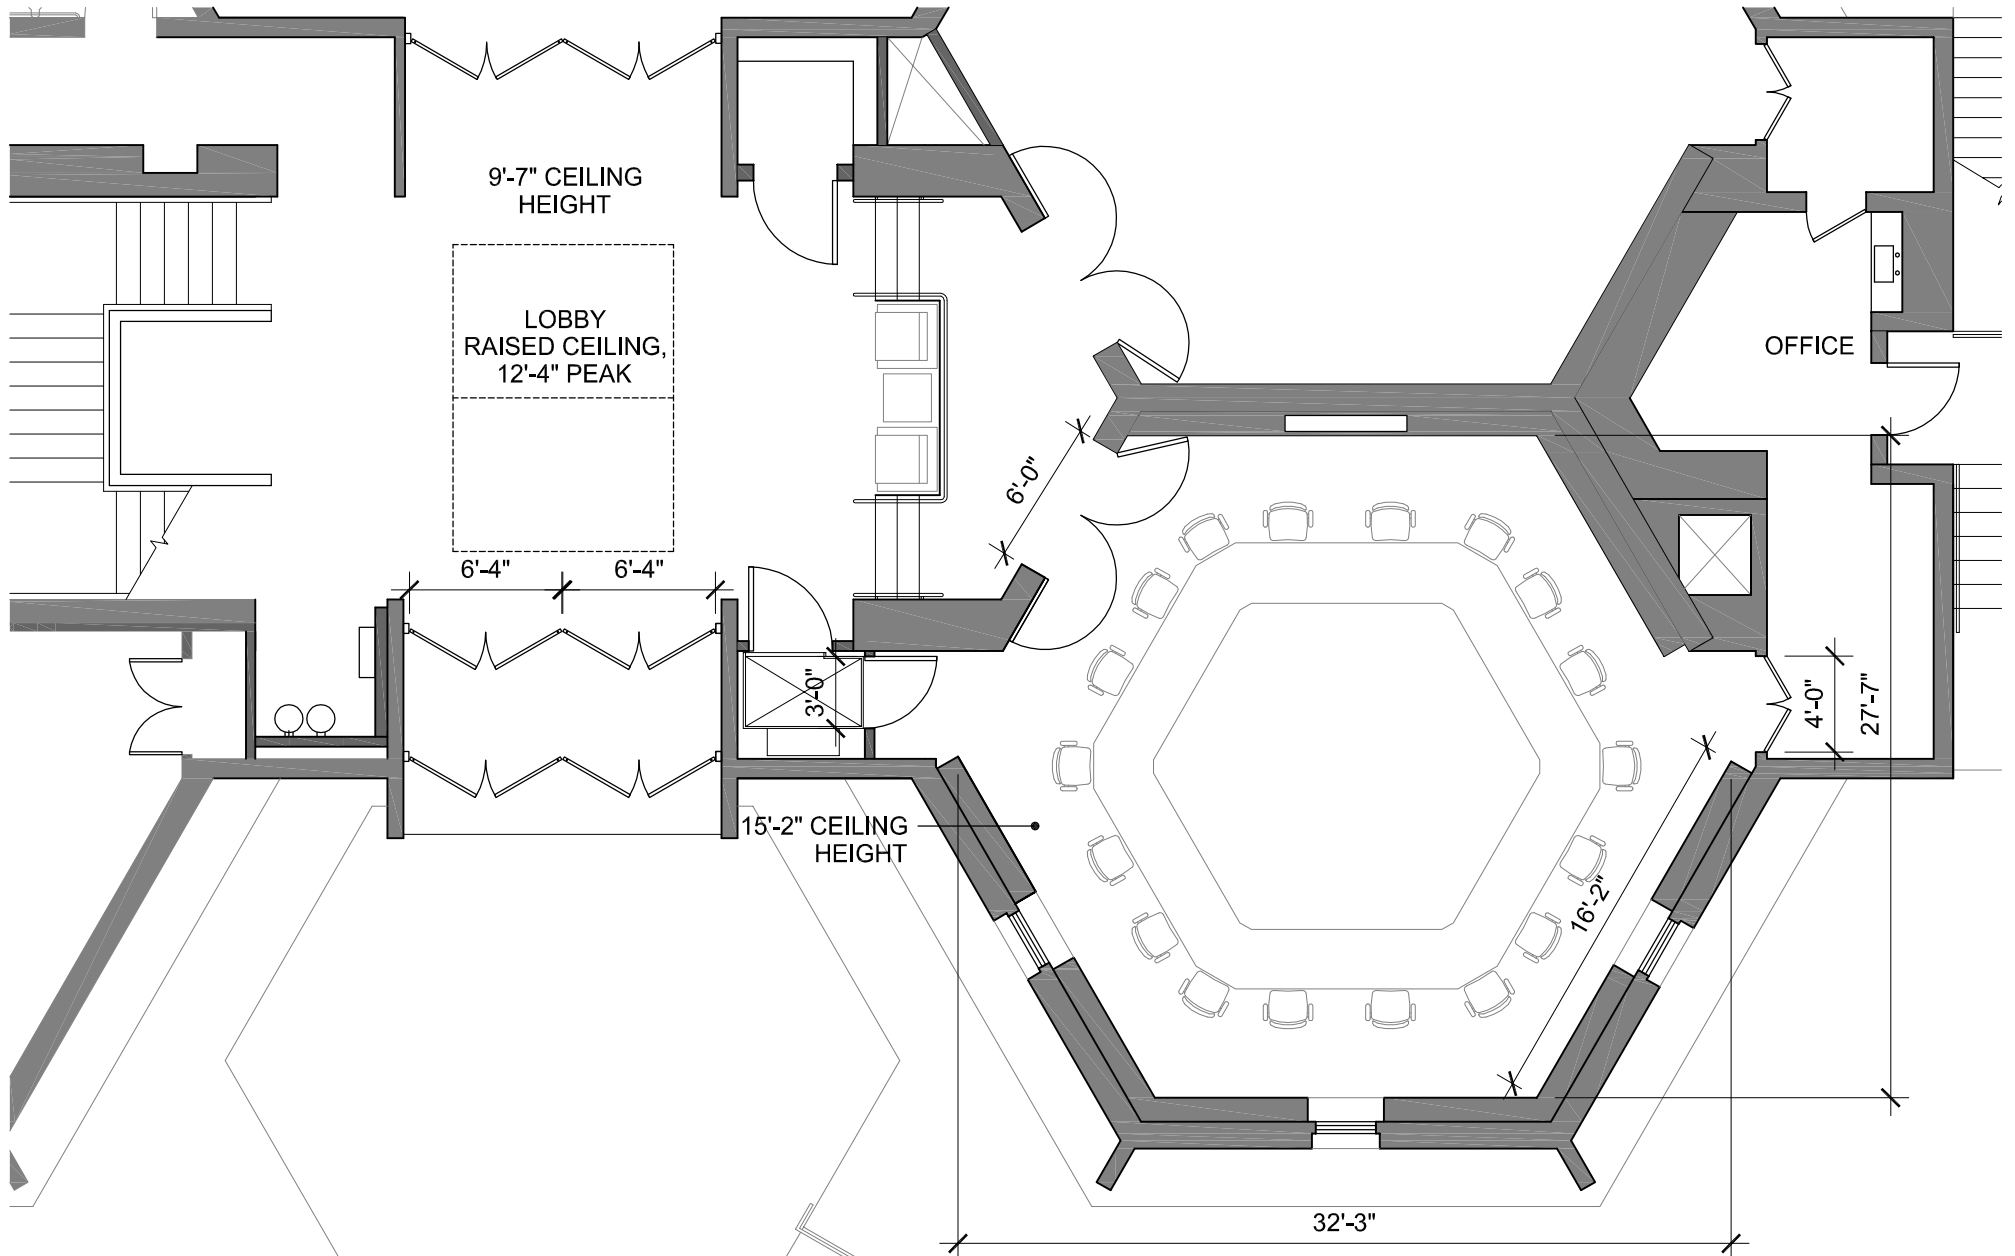 9'-7" CEILING
HEIGHT
LOBBY
RAISED CEILING,
12'-4" PEAK
OFFICE
6'-0"
6'-4"
6'-4"
3'-0"
4'-0"
27'-7"
15'-2" CEILING
HEIGHT
16'-2"
32'-3"